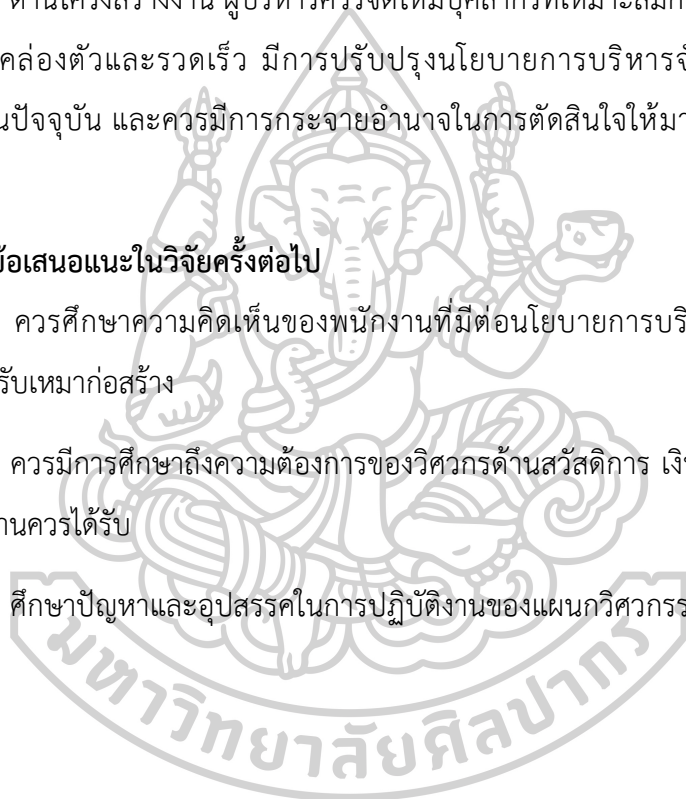 ด้านโครงสร้างงาน ผู้บริหารควรจัดให้มีบุคลากรที่เหมาะสม
คล่องตัวและรวดเร็ว มีการปรับปรุงนโยบายการบริหาร
ปัจจุบัน และควรมีการกระจายอำนาจในการตัดสินใจให้
ข้อเสนอแนะในวิจัยครั้งต่อไป
ควรศึกษาความคิดเห็นของพนักงานที่มีต่อนโยบายการบริ
รับเหมาก่อสร้าง
ควรมีการศึกษาถึงความต้องการของวิศวกรด้านสวัสดิการ
านควรได้รับ
ศึกษาปัญหาและอุปสรรคในการปฏิบัติงานของแผนกวิศวกรร
มหาวิทยาลัยศิลปากร